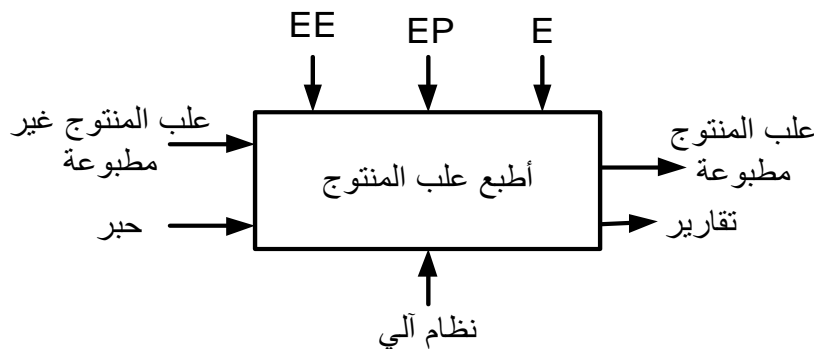 EE EP E
علب المنتوج غير
مطبوعة
حبر
أطبع علب المنتوج
علب المنتوج
مطبوعة
تقارير
نظام آلي